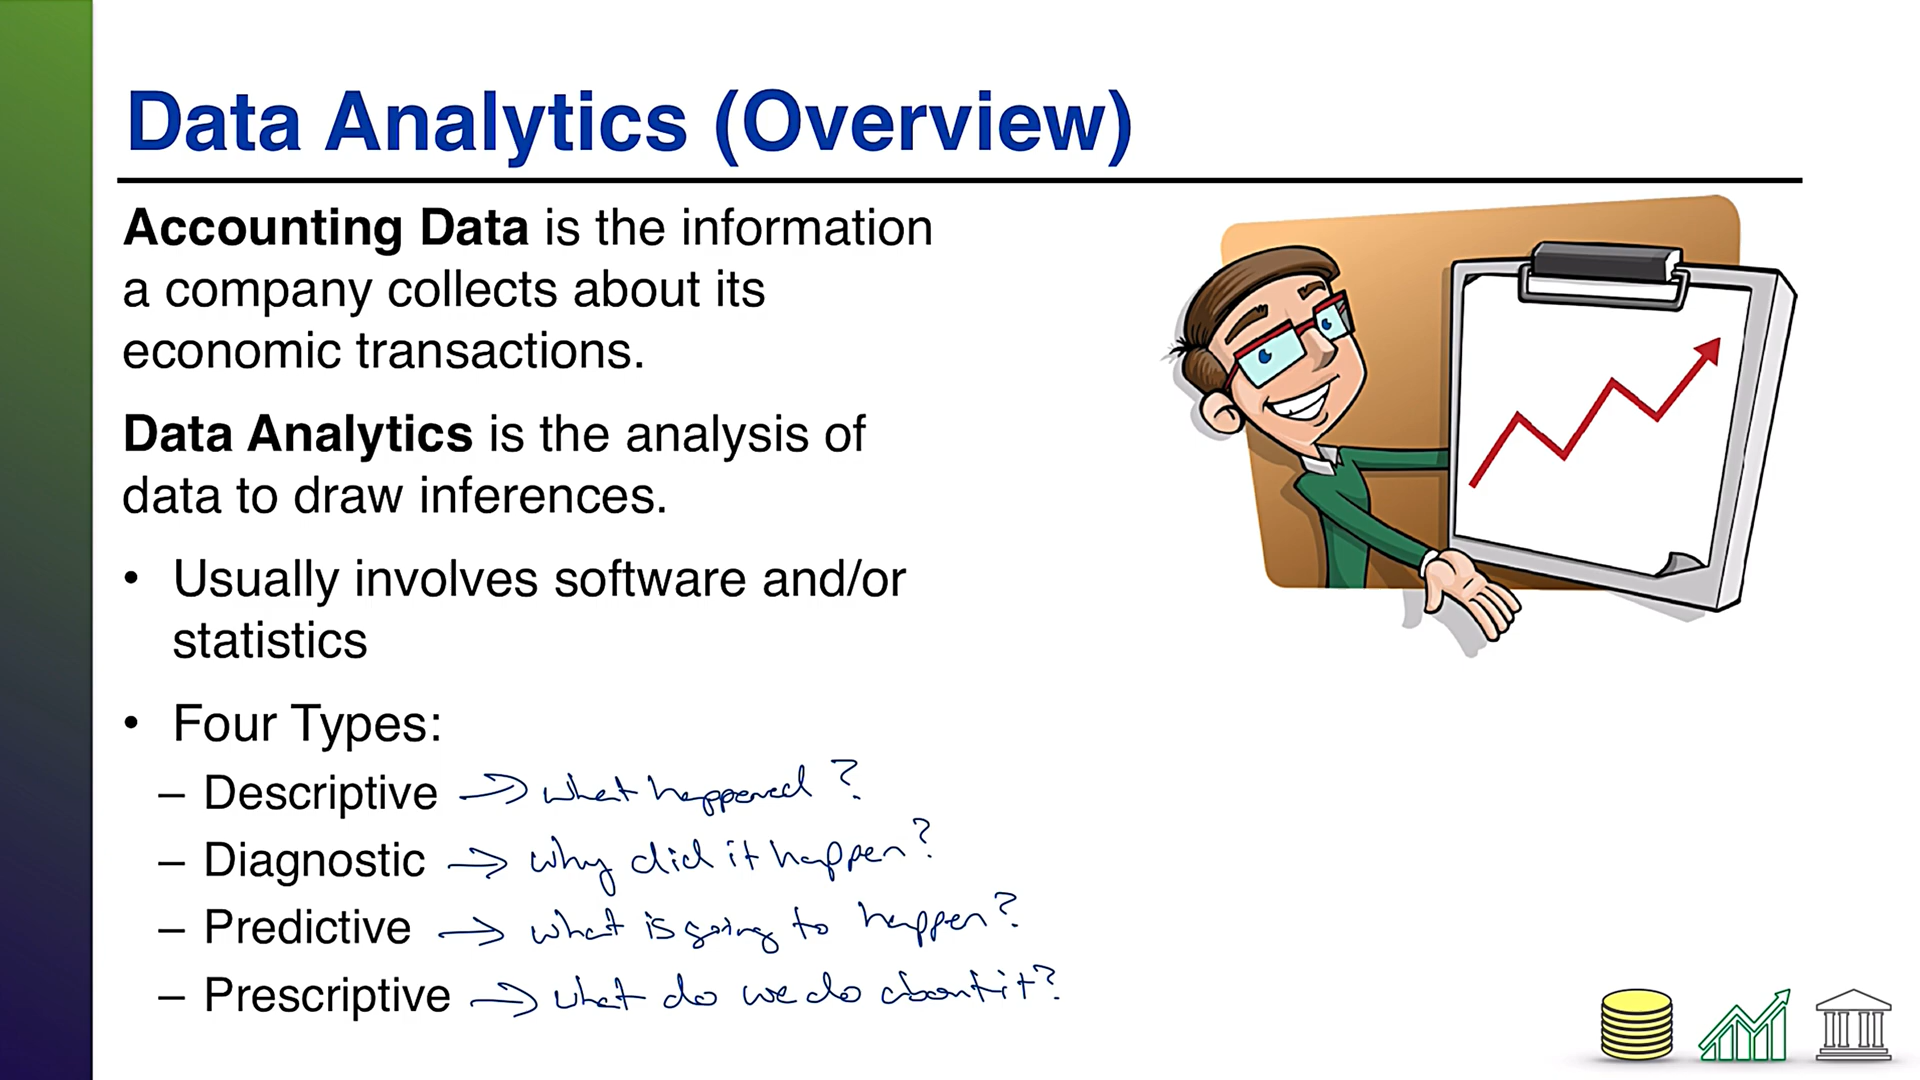 Data Analytics (Overview)
Accounting Data is the information
a company collects about its
economic transactions.
Data Analytics is the analysis of
data to draw inferences.
• Usually involves software and/or
statistics
• Four Types:
– Descriptive → what happened?
– Diagnostic → why did it happen?
– Predictive → what is going to happen?
– Prescriptive → what do we do about it?